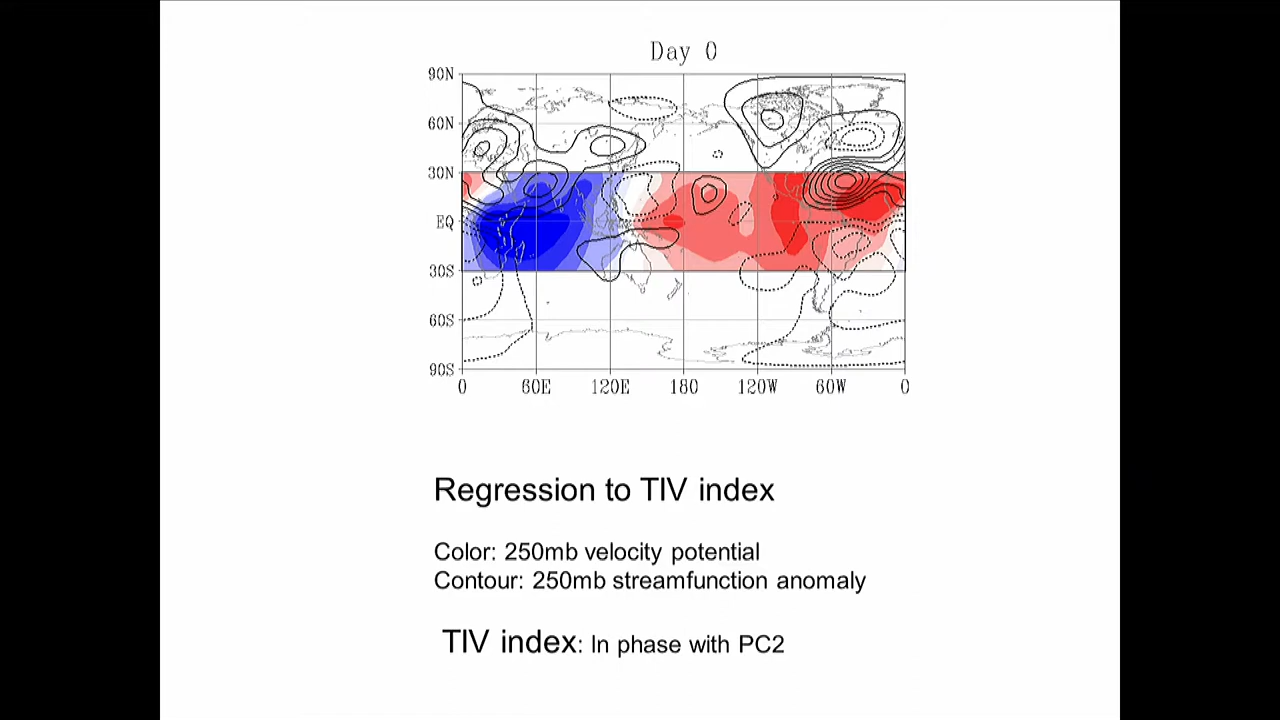 Day 0
90N
60N
30N
EQ
30S
60S
90S
0 60E 120E 180 120W 60W 0
Regression to TIV index
Color: 250mb velocity potential
Contour: 250mb streamfunction anomaly
TIV index: In phase with PC2